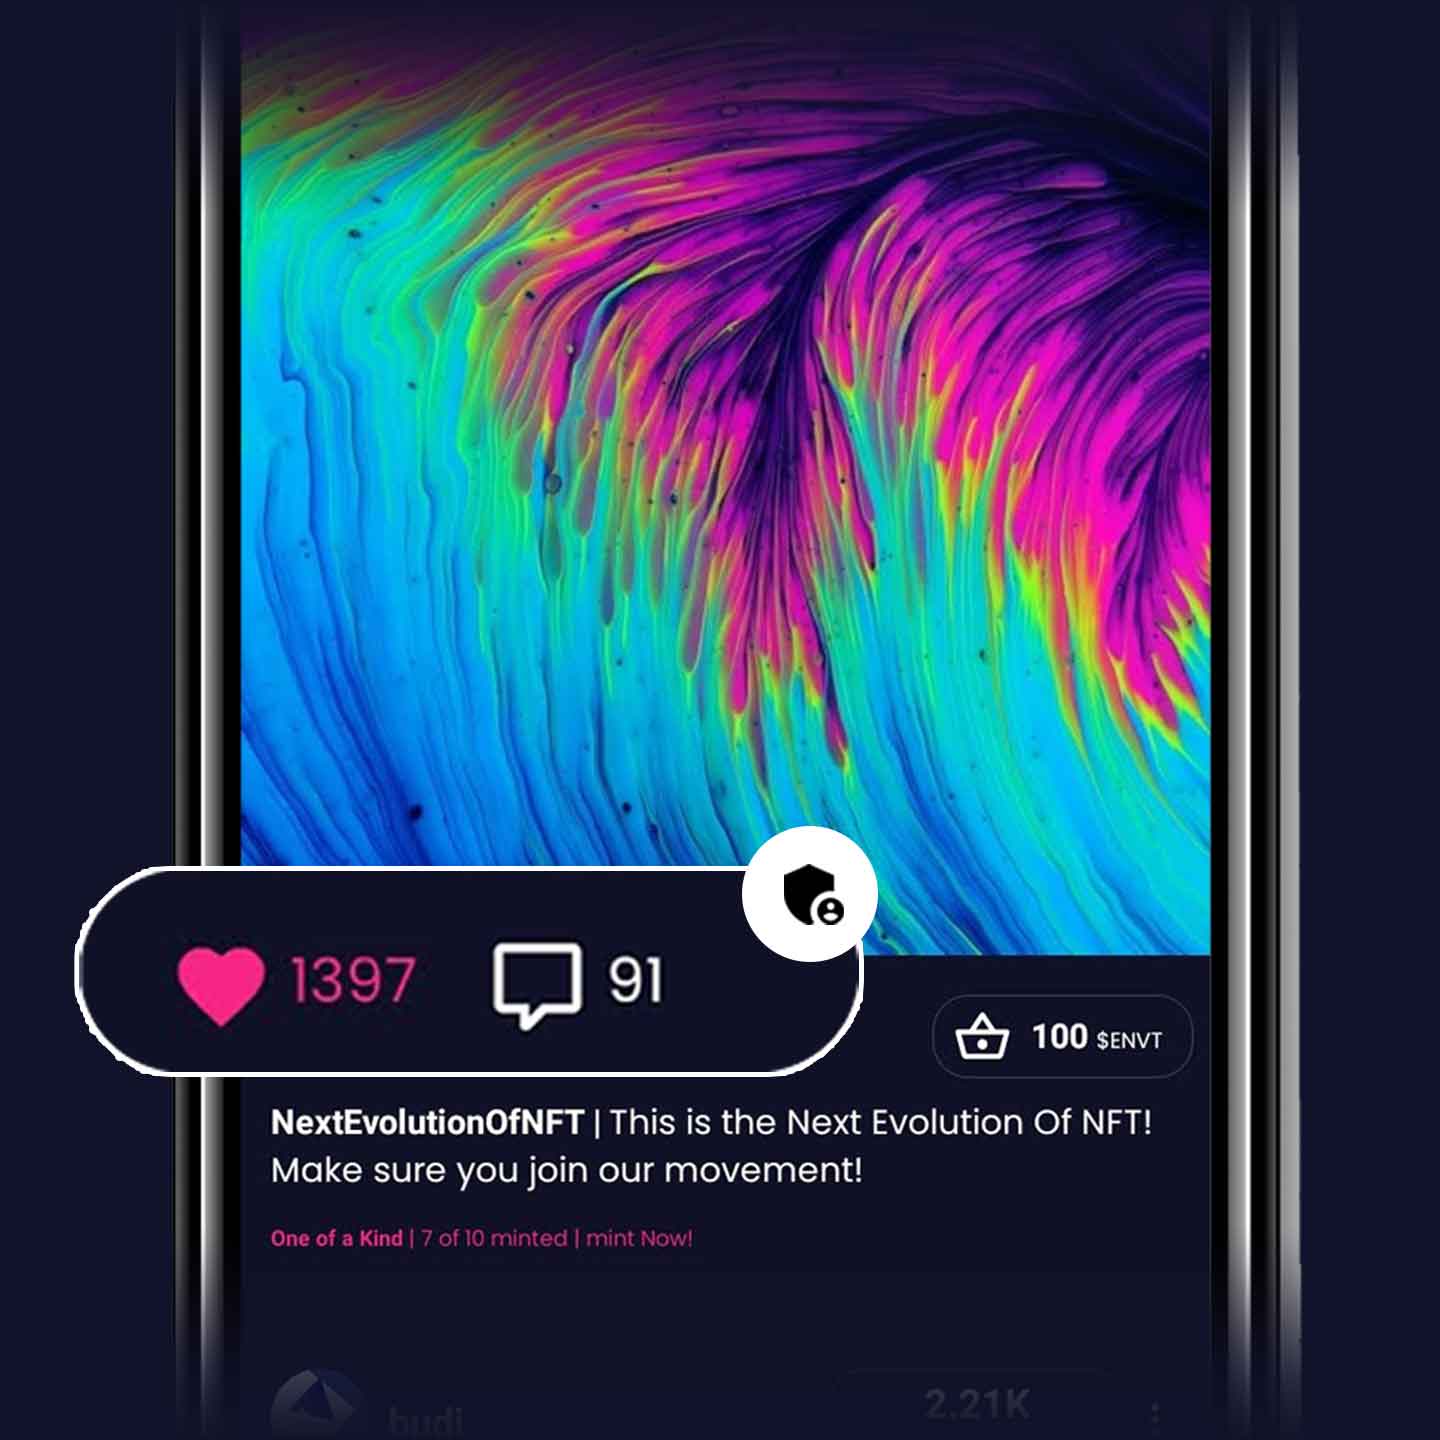 1397
91
100 $ENVT
NextEvolutionOfNFT | This is the Next Evolution Of NFT!
Make sure you join our movement!
One of a Kind | 7 of 10 minted | mint Now!
budi
2.21K